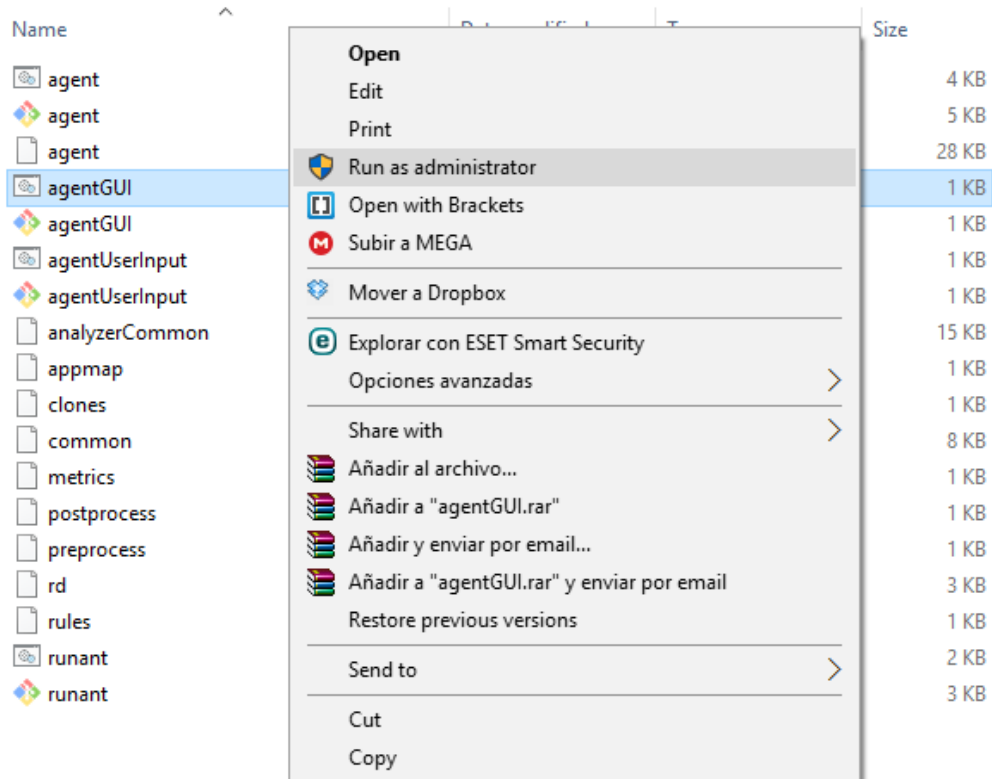 Name
Size
agent
4 KB
agent
5 KB
agent
28 KB
agentGUI
1 KB
agentGUI
1 KB
agentUserInput
1 KB
agentUserInput
1 KB
analyzerCommon
15 KB
appmap
1 KB
clones
1 KB
common
8 KB
metrics
1 KB
postprocess
1 KB
preprocess
1 KB
rd
3 KB
rules
1 KB
runant
2 KB
runant
3 KB
Open
Edit
Print
Run as administrator
Open with Brackets
Subir a MEGA
Mover a Dropbox
Explorar con ESET Smart Security
Opciones avanzadas
Share with
Añadir al archivo...
Añadir a "agentGUI.rar"
Añadir y enviar por email...
Añadir a "agentGUI.rar" y enviar por email
Restore previous versions
Send to
Cut
Copy